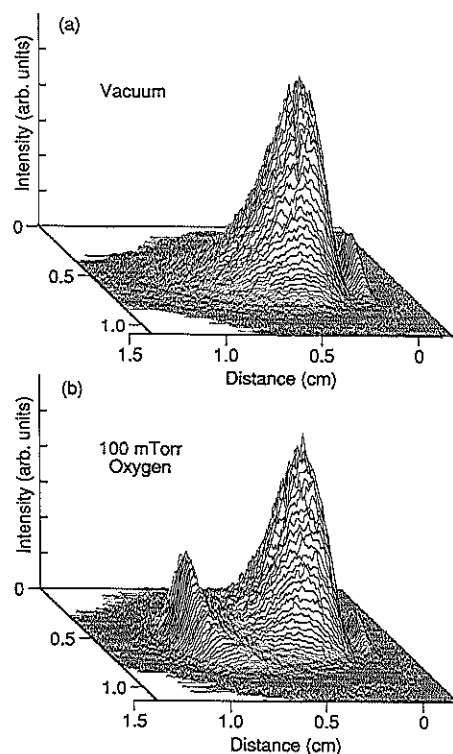 (a)
Vacuum
Intensity (arb. units)
0
0.5
1.0
1.5
1.0
0.5
0
Distance (cm)
(b)
100 mTorr
Oxygen
Intensity (arb. units)
0
0.5
1.0
1.5
1.0
0.5
0
Distance (cm)